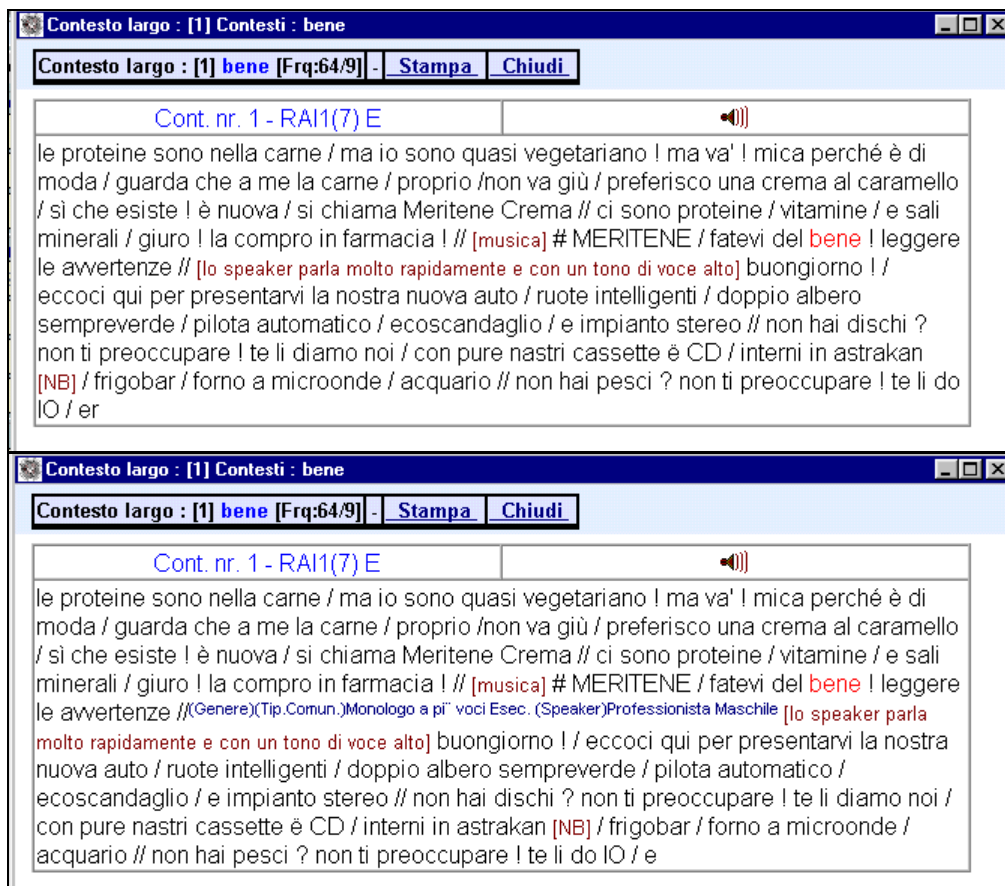 Contesto largo : [1] Contesti : bene
Contesto largo : [1] bene [Frq:64/9] - Stampa Chiudi
Cont. nr. 1 - RAI1(7) E
le proteine sono nella carne / ma io sono quasi vegetariano ! ma va' ! mica perché è di
moda / guarda che a me la carne / proprio /non va giù / preferisco una crema al caramello
/ sì che esiste ! è nuova / si chiama Meritene Crema // ci sono proteine / vitamine / e sali
minerali / giuro ! la compro in farmacia ! // [musica] # MERITENE / fatevi del bene ! leggere
le avvertenze // [lo speaker parla molto rapidamente e con un tono di voce alto] buongiorno ! /
eccoci qui per presentarvi la nostra nuova auto / ruote intelligenti / doppio albero
sempreverde / pilota automatico / ecoscandaglio / e impianto stereo // non hai dischi ?
non ti preoccupare ! te li diamo noi / con pure nastri cassette ë CD / interni in astrakan
[NB] / frigobar / forno a microonde / acquario // non hai pesci ? non ti preoccupare ! te li do
IO / er
Contesto largo : [1] Contesti : bene
Contesto largo : [1] bene [Frq:64/9] - Stampa Chiudi
Cont. nr. 1 - RAI1(7) E
le proteine sono nella carne / ma io sono quasi vegetariano ! ma va' ! mica perché è di
moda / guarda che a me la carne / proprio /non va giù / preferisco una crema al caramello
/ sì che esiste ! è nuova / si chiama Meritene Crema // ci sono proteine / vitamine / e sali
minerali / giuro ! la compro in farmacia ! // [musica] # MERITENE / fatevi del bene ! leggere
le avvertenze //(Genere)(Tip.Comun.)Monologo a pi¨ voci Esec. (Speaker)Professionista Maschile [lo speaker parla
molto rapidamente e con un tono di voce alto] buongiorno ! / eccoci qui per presentarvi la nostra
nuova auto / ruote intelligenti / doppio albero sempreverde / pilota automatico /
ecoscandaglio / e impianto stereo // non hai dischi ? non ti preoccupare ! te li diamo noi /
con pure nastri cassette ë CD / interni in astrakan [NB] / frigobar / forno a microonde /
acquario // non hai pesci ? non ti preoccupare ! te li do IO / e